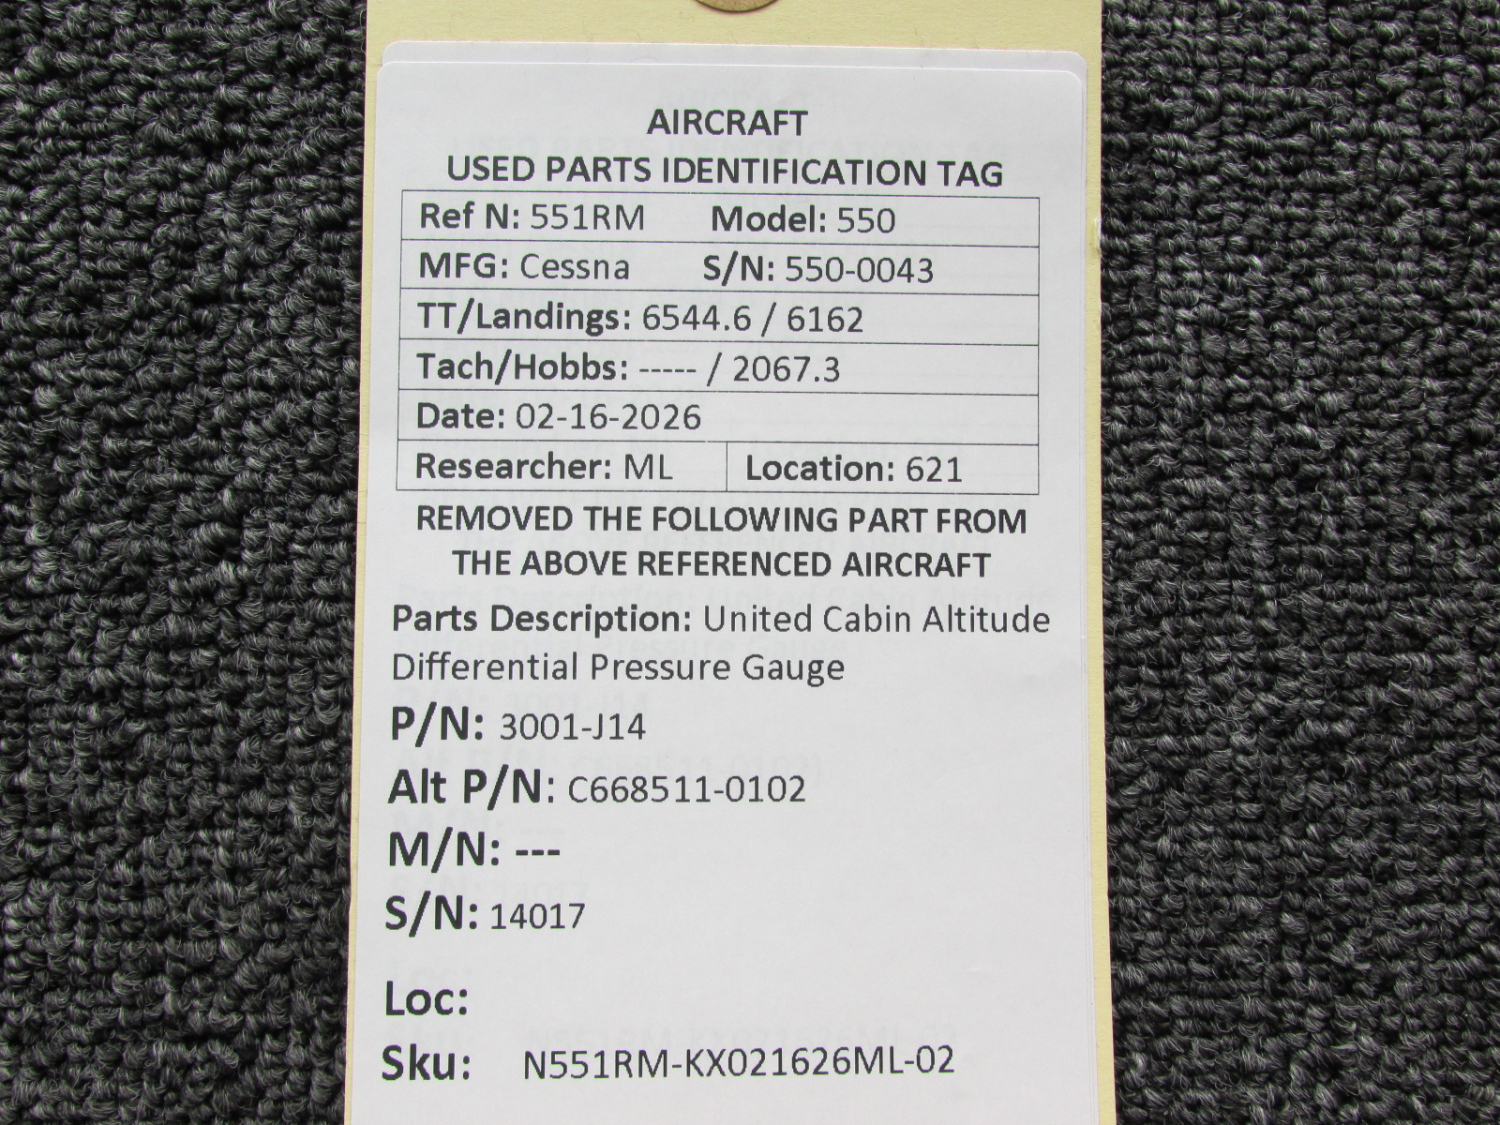 AIRCRAFT
USED PARTS IDENTIFICATION TAG
Ref N: 551RM Model: 550
MFG: Cessna S/N: 550-0043
TT/Landings: 6544.6 / 6162
Tach/Hobbs: ----- / 2067.3
Date: 02-16-2026
Researcher: ML Location: 621
REMOVED THE FOLLOWING PART FROM
THE ABOVE REFERENCED AIRCRAFT
Parts Description: United Cabin Altitude
Differential Pressure Gauge
P/N: 3001-J14
Alt P/N: C668511-0102
M/N: ---
S/N: 14017
Loc:
Sku: N551RM-KX021626ML-02